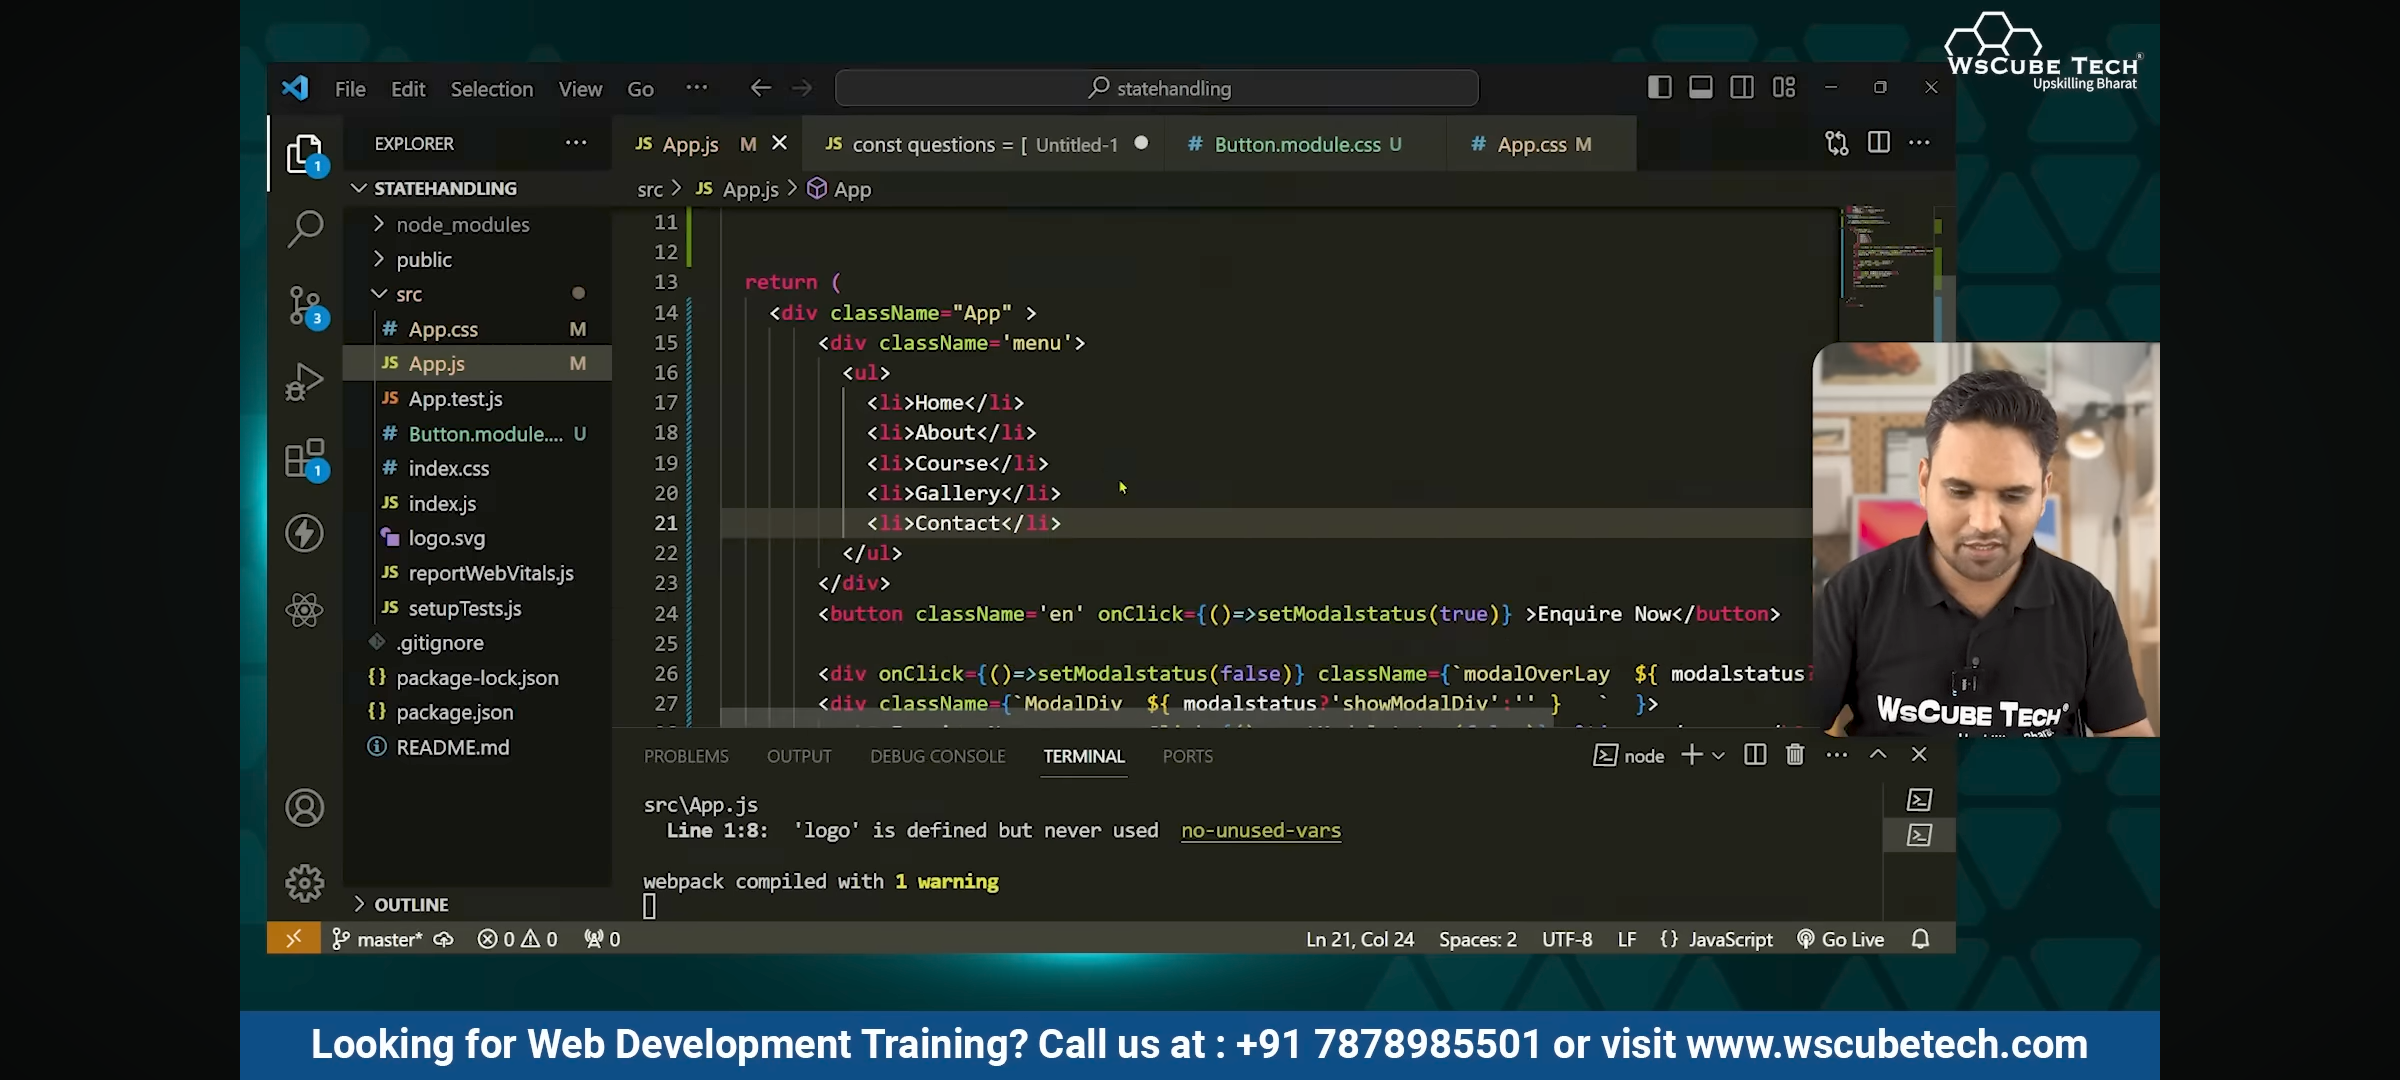 WsCUBE TECH®
Upskilling Bharat
File Edit Selection View Go ··· statehandling
EXPLORER ···
JS App.js M
JS const questions = [ Untitled-1
# Button.module.css U
# App.css M
STATEHANDLING
src > JS App.js > App
node_modules
public
src
# App.css M
JS App.js M
JS App.test.js
# Button.module.... U
# index.css
JS index.js
logo.svg
JS reportWebVitals.js
JS setupTests.js
.gitignore
{} package-lock.json
{} package.json
README.md
OUTLINE
1
3
1
11
12
13 return (
14 <div className="App" >
15 <div className='menu'>
16 <ul>
17 <li>Home</li>
18 <li>About</li>
19 <li>Course</li>
20 <li>Gallery</li>
21 <li>Contact</li>
22 </ul>
23 </div>
24 <button className='en' onClick={()=>setModalstatus(true)} >Enquire Now</button>
25
26 <div onClick={()=>setModalstatus(false)} className={`modalOverLay ${ modalstatus?
27 <div className={`ModalDiv ${ modalstatus?'showModalDiv':'' } ` }>
WsCUBE TECH®
PROBLEMS OUTPUT DEBUG CONSOLE TERMINAL PORTS
node
src\App.js
Line 1:8: 'logo' is defined but never used no-unused-vars
webpack compiled with 1 warning
master* 0 0 0
Ln 21, Col 24 Spaces: 2 UTF-8 LF {} JavaScript Go Live
Looking for Web Development Training? Call us at : +91 7878985501 or visit www.wscubetech.com